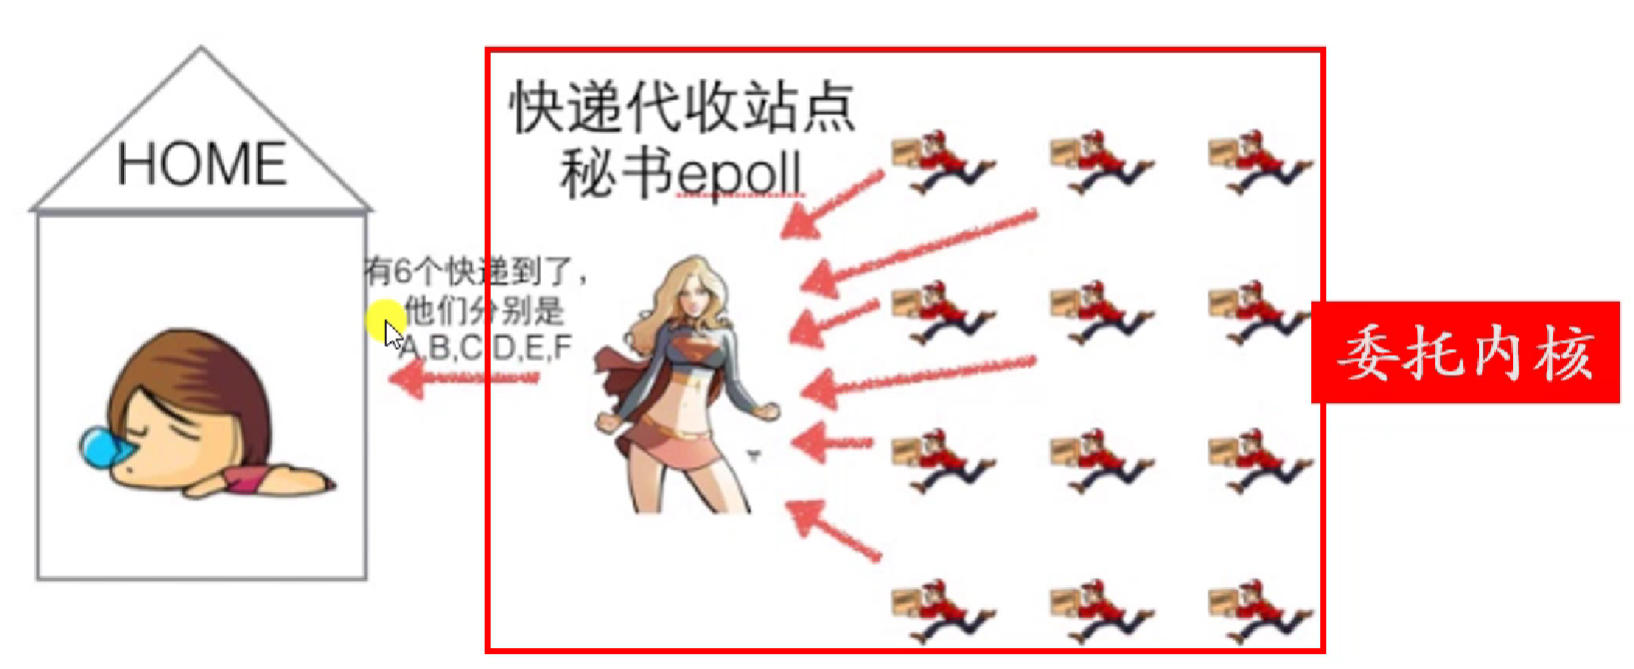 HOME
快递代收站点
秘书epoll
有6个快递到了，
他们分别是
A,B,C,D,E,F
委托内核